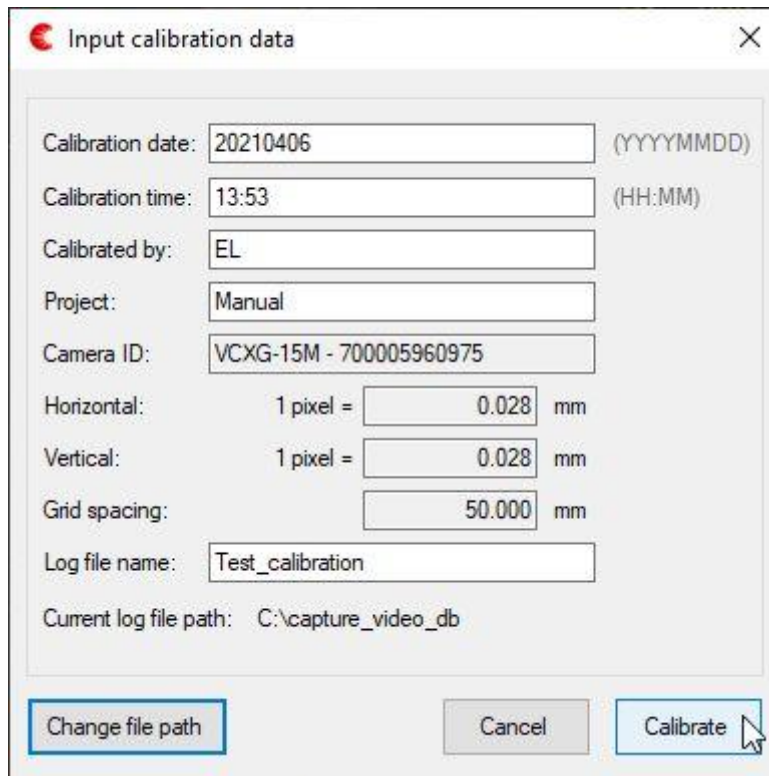 Input calibration data
Calibration date: 20210406 (YYYYMMDD)
Calibration time: 13:53 (HH:MM)
Calibrated by: EL
Project: Manual
Camera ID: VCXG-15M - 700005960975
Horizontal: 1 pixel = 0.028 mm
Vertical: 1 pixel = 0.028 mm
Grid spacing: 50.000 mm
Log file name: Test_calibration
Current log file path: C:\capture_video_db
Change file path Cancel Calibrate